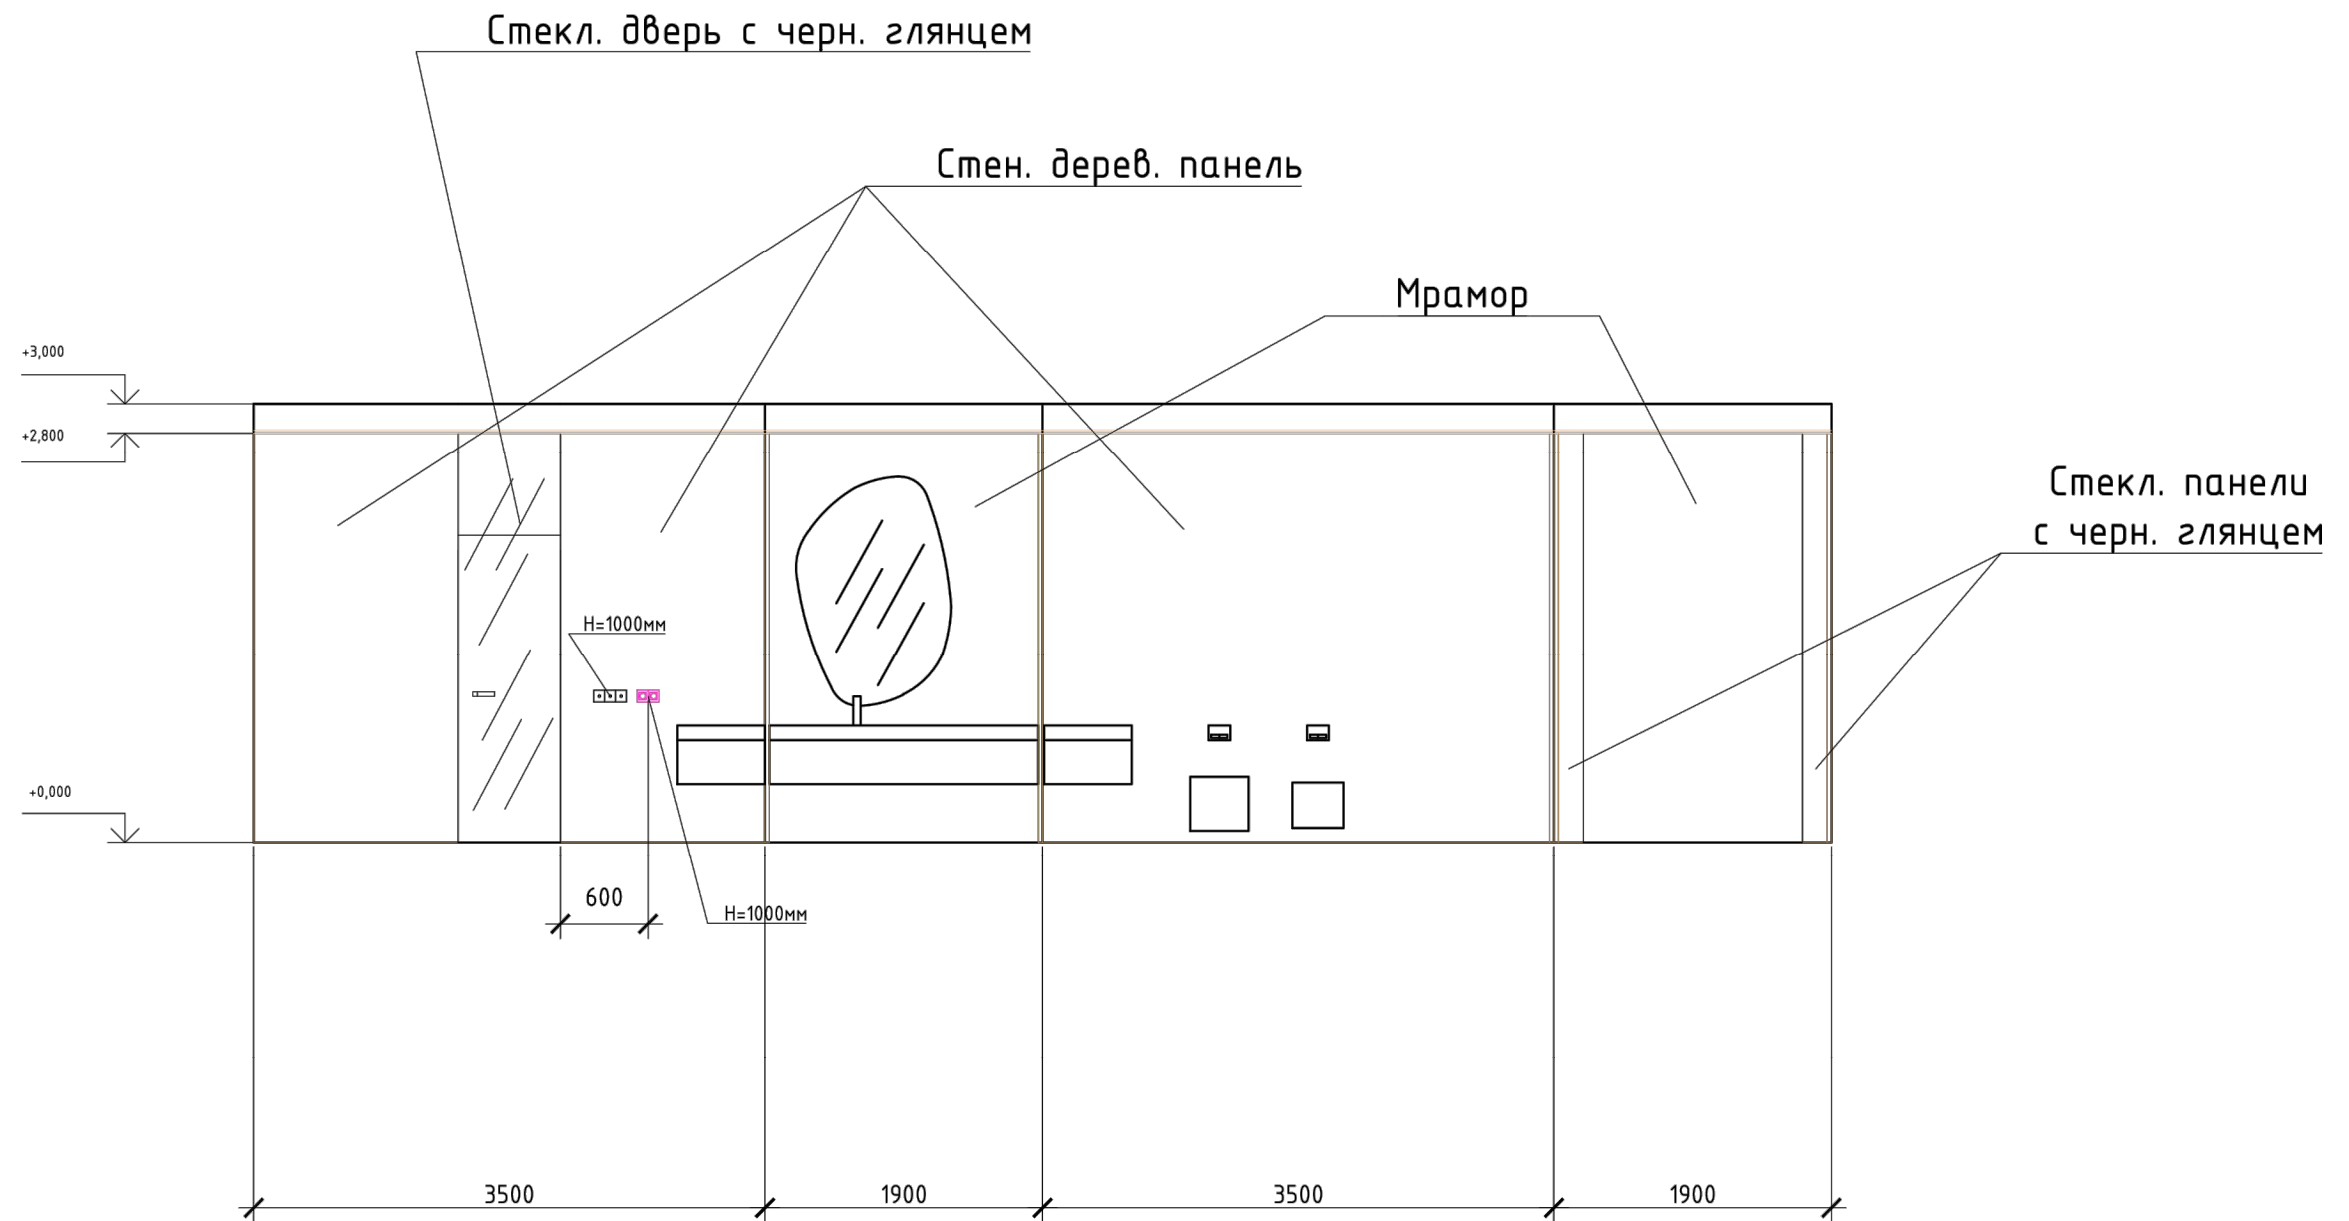 Стекл. дверь с черн. глянцем
Стен. дерев. панель
Мрамор
+3,000
+2,800
Стекл. панели
с черн. глянцем
H=1000мм
+0,000
600
H=1000мм
3500
1900
3500
1900